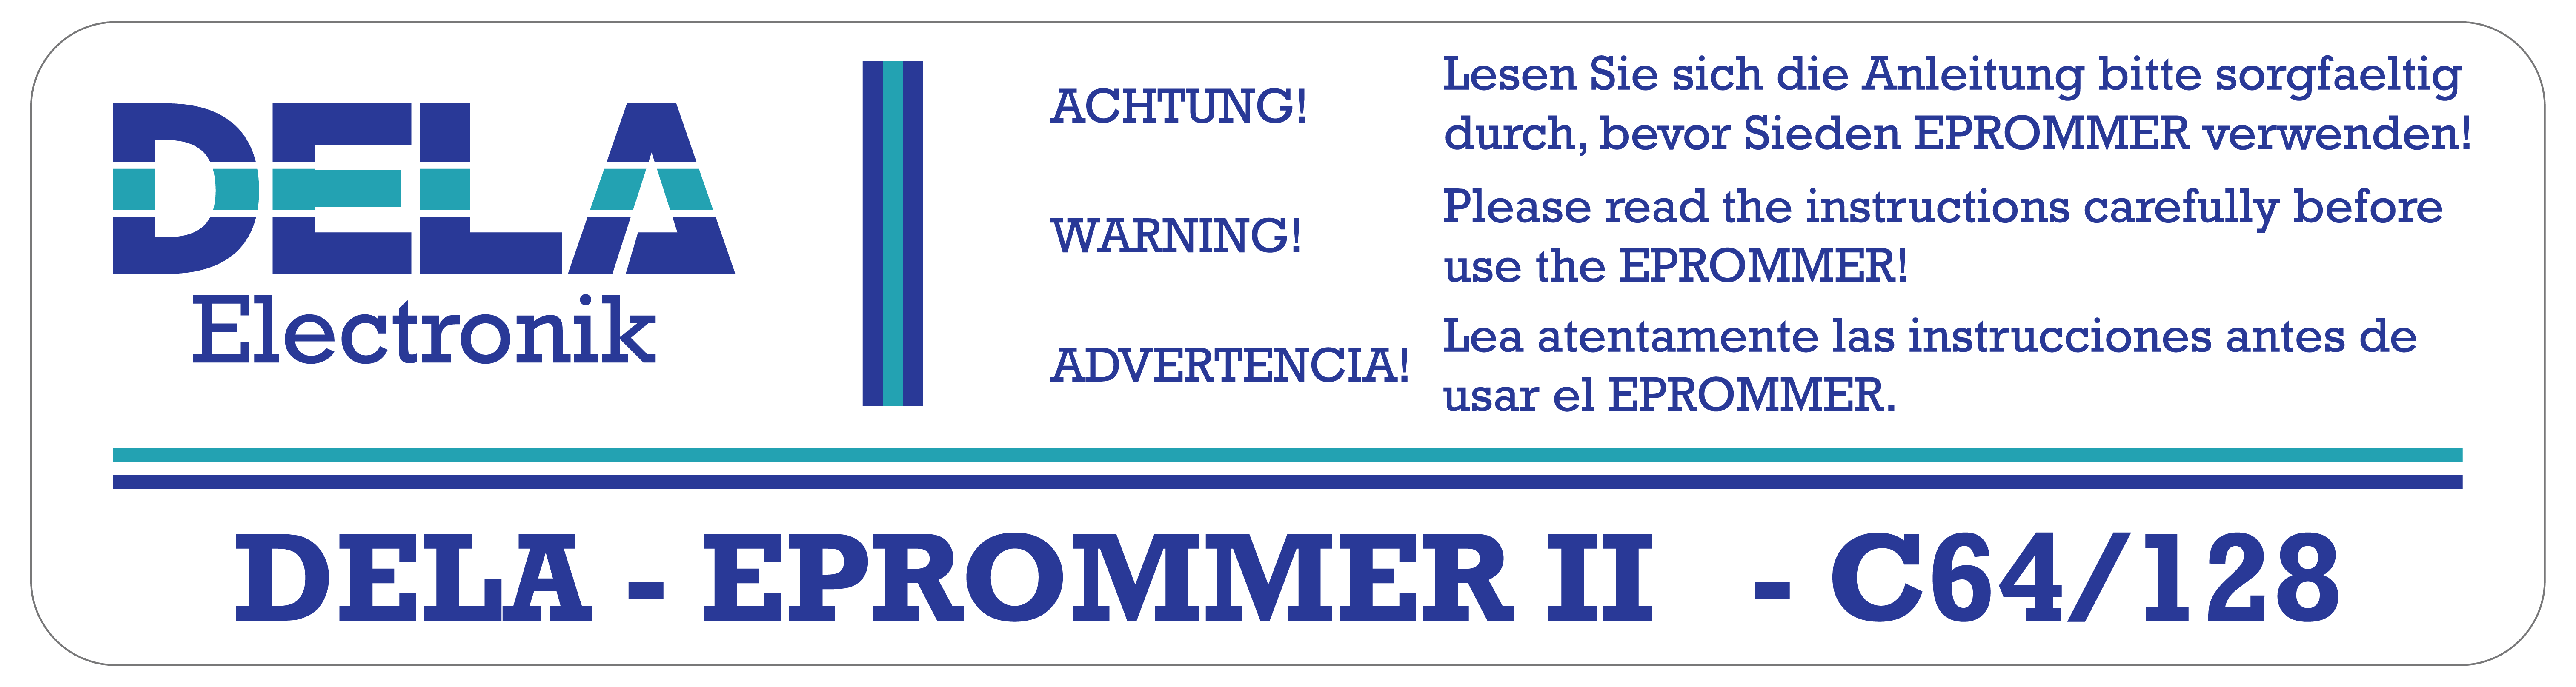 DELA
Electronik
ACHTUNG!
Lesen Sie sich die Anleitung bitte sorgfaeltig
durch, bevor Sieden EPROMMER verwenden!
WARNING!
Please read the instructions carefully before
use the EPROMMER!
ADVERTENCIA!
Lea atentamente las instrucciones antes de
usar el EPROMMER.
DELA - EPROMMER II - C64/128